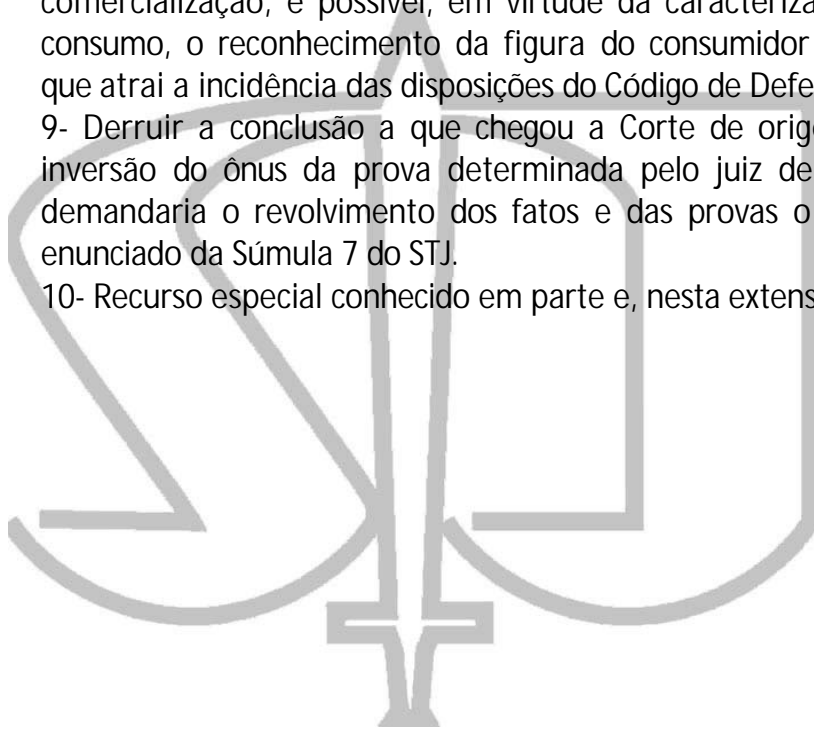 comercialização, é possível, em virtude da caracteriza
consumo, o reconhecimento da figura do consumidor
que atrai a incidência das disposições do Código de Defe
9- Derruir a conclusão a que chegou a Corte de orig
inversão do ônus da prova determinada pelo juiz de
demandaria o revolvimento dos fatos e das provas o
enunciado da Súmula 7 do STJ.
10- Recurso especial conhecido em parte e, nesta extens